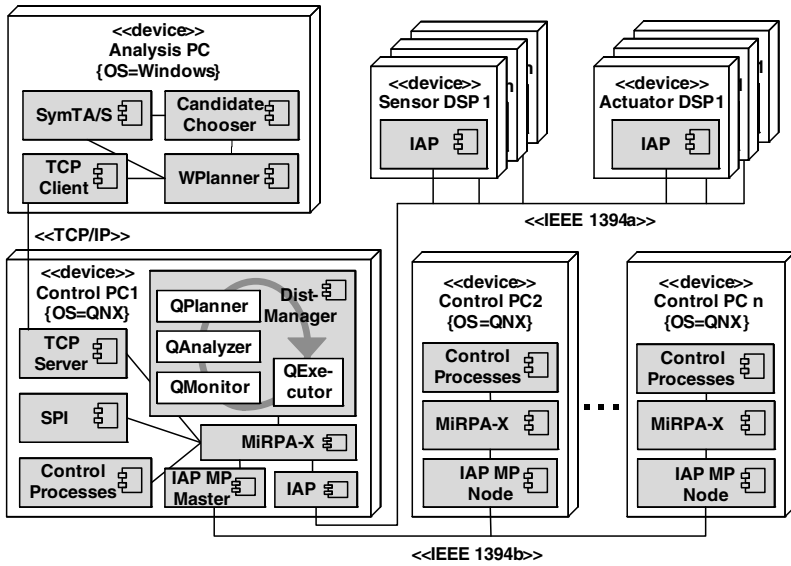 <<device>>
Analysis PC
{OS=Windows}
SymTA/S
Candidate
Chooser
TCP
Client
WPlanner
<<device>>
Sensor DSP1
IAP
<<device>>
Actuator DSP1
IAP
<<IEEE 1394a>>
<<TCP/IP>>
<<device>>
Control PC1
{OS=QNX}
Dist-
Manager
QPlanner
QAnalyzer
QMonitor
QExe-
cutor
TCP
Server
SPI
Control
Processes
MiRPA-X
IAP MP
Master
IAP
<<device>>
Control PC2
{OS=QNX}
Control
Processes
MiRPA-X
IAP MP
Node
<<device>>
Control PC n
{OS=QNX}
Control
Processes
MiRPA-X
IAP MP
Node
<<IEEE 1394b>>